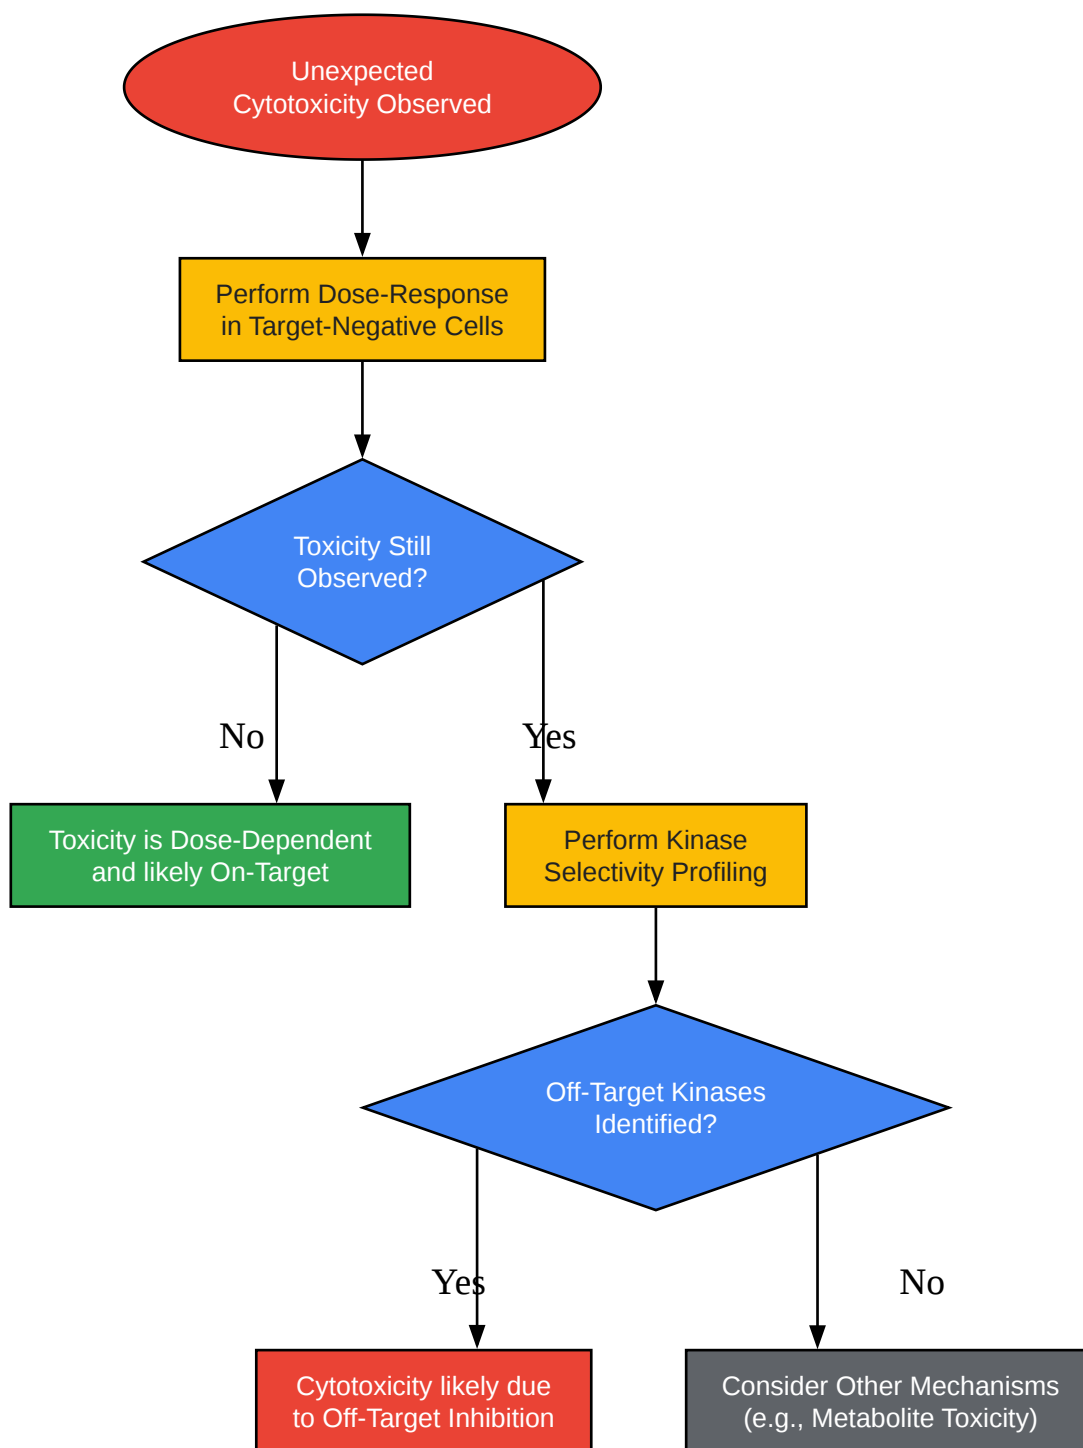 Unexpected
Cytotoxicity Observed
Perform Dose-Response
in Target-Negative Cells
Toxicity Still
Observed?
No
Yes
Toxicity is Dose-Dependent
and likely On-Target
Perform Kinase
Selectivity Profiling
Off-Target Kinases
Identified?
Yes
No
Cytotoxicity likely due
to Off-Target Inhibition
Consider Other Mechanisms
(e.g., Metabolite Toxicity)